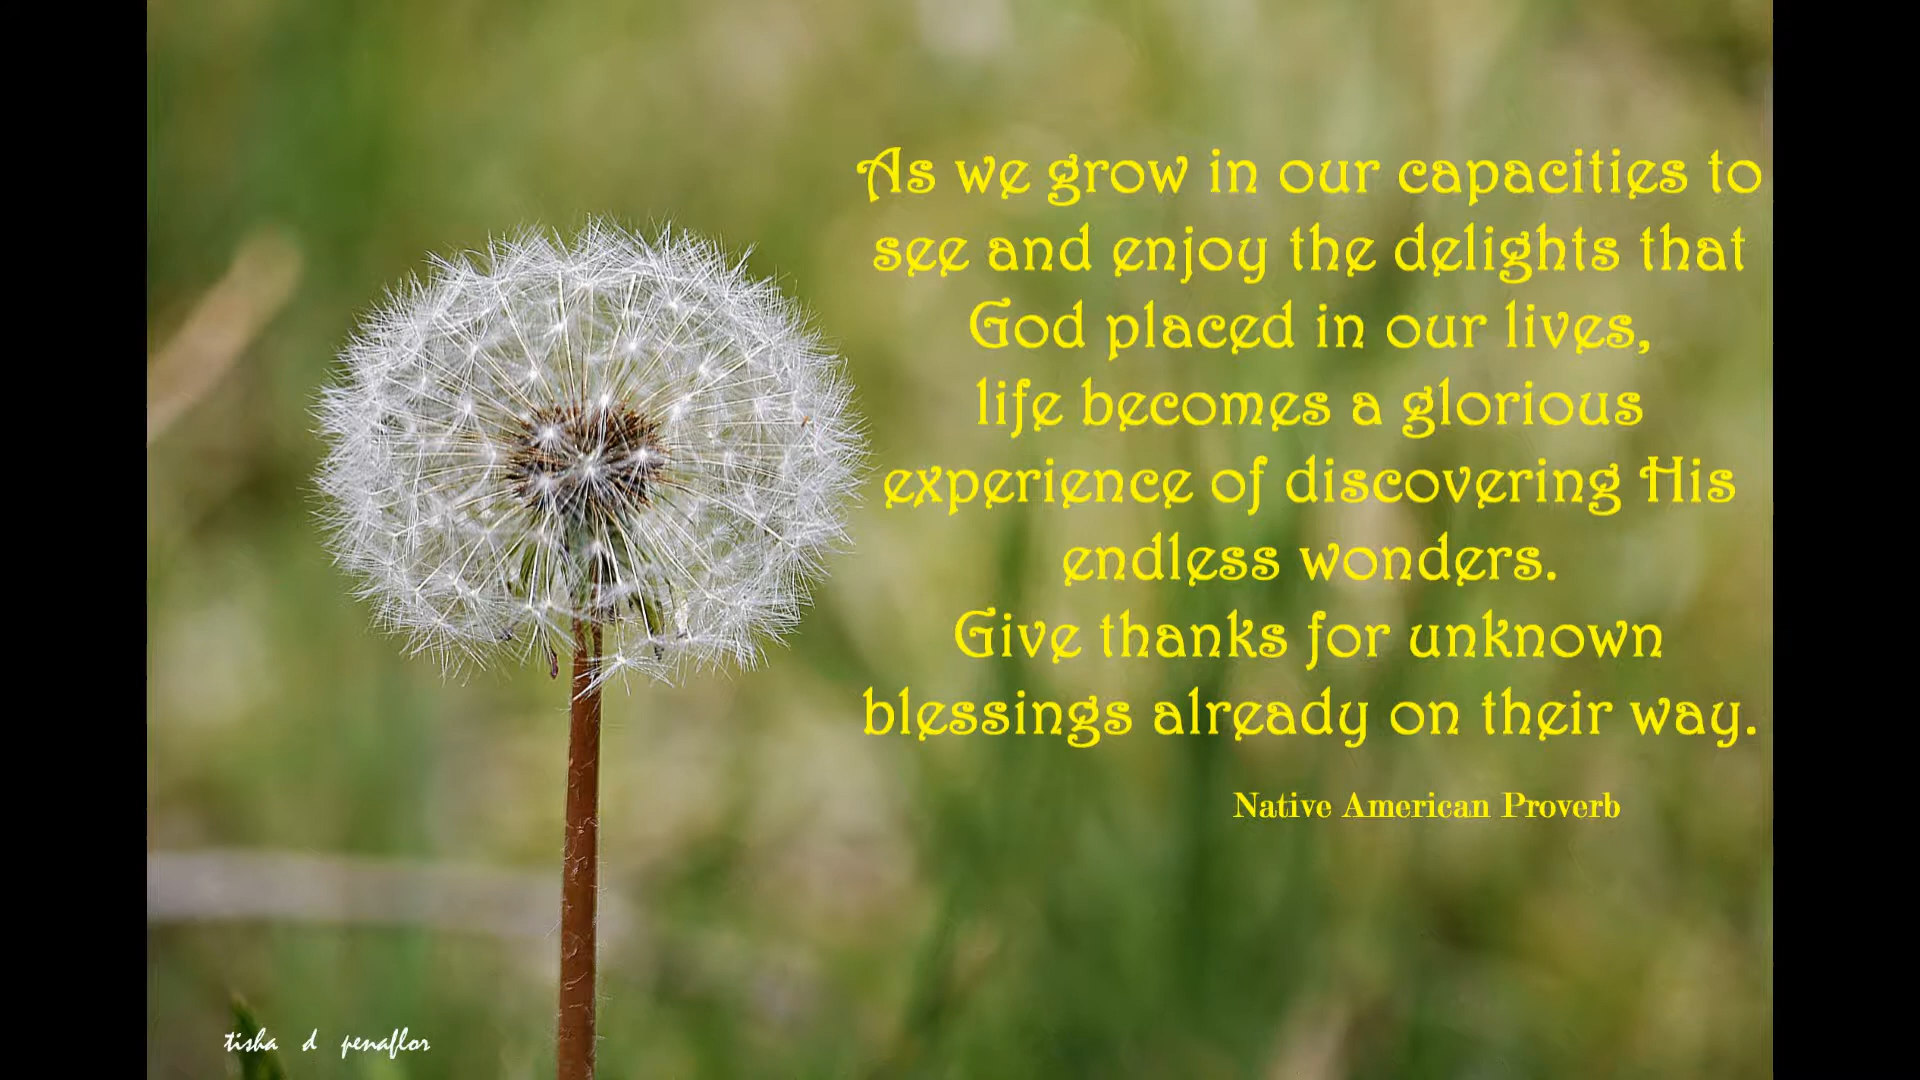 As we grow in our capacities to
see and enjoy the delights that
God placed in our lives,
life becomes a glorious
experience of discovering His
endless wonders.
Give thanks for unknown
blessings already on their way.
Native American Proverb
tisha d penaflor